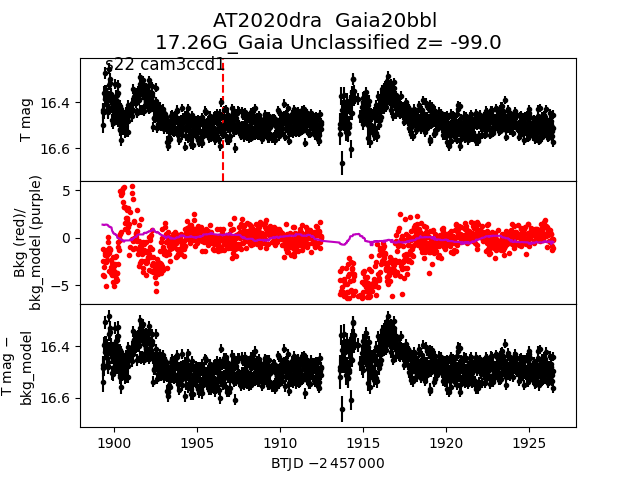 AT2020dra Gaia20bbl
17.26G_Gaia Unclassified z= -99.0
s22 cam3ccd1
T mag
16.4
16.6
Bkg (red)/
bkg_model (purple)
5
0
−5
T mag −
bkg_model
16.4
16.6
1900 1905 1910 1915 1920 1925
BTJD −2 457 000